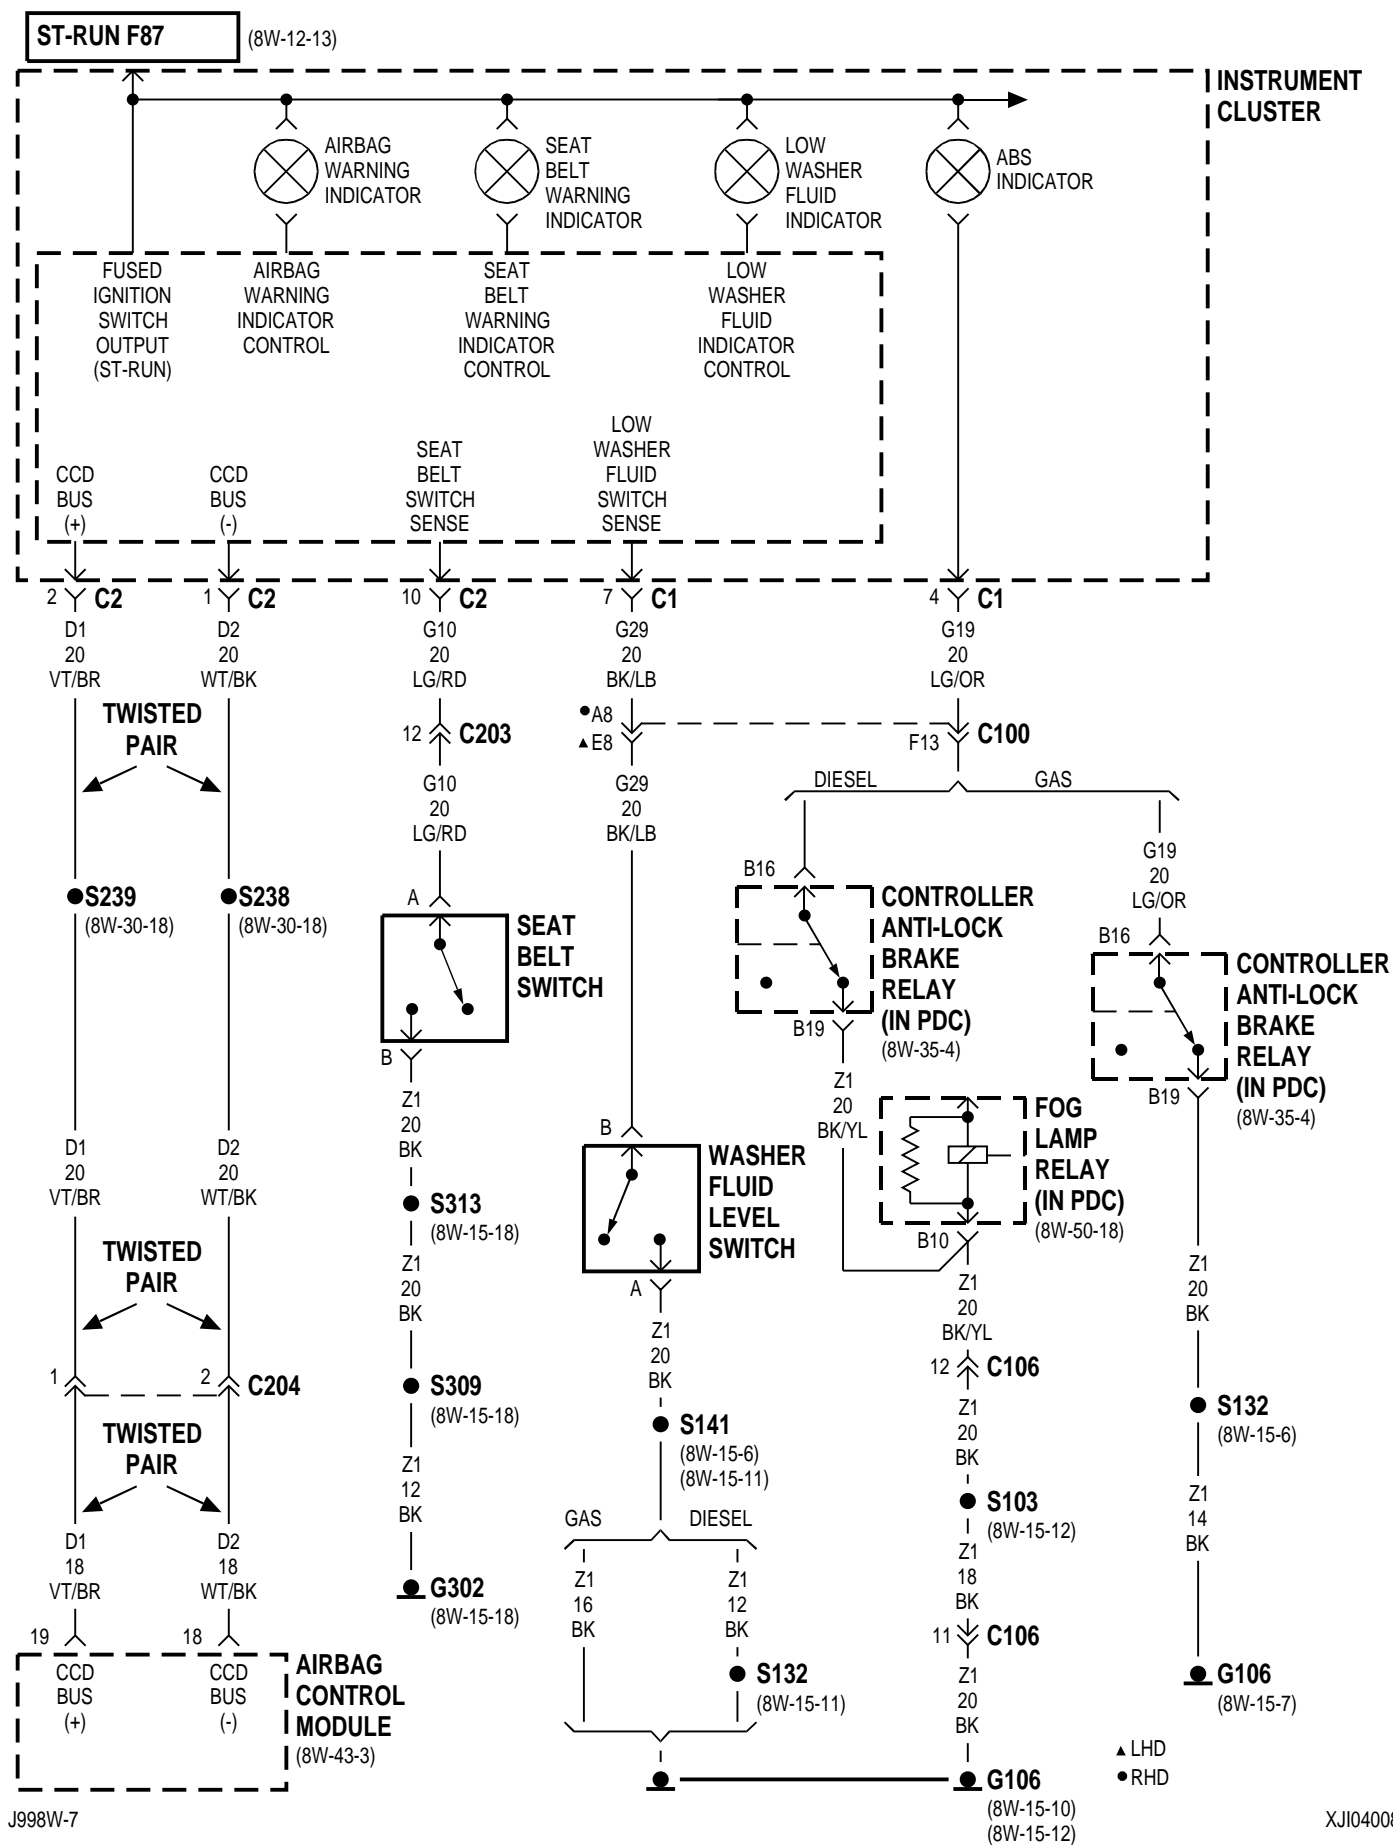 ST-RUN F87
(8W-12-13)
INSTRUMENT
CLUSTER
AIRBAG
WARNING
INDICATOR
SEAT
BELT
WARNING
INDICATOR
LOW
WASHER
FLUID
INDICATOR
ABS
INDICATOR
FUSED
IGNITION
SWITCH
OUTPUT
(ST-RUN)
AIRBAG
WARNING
INDICATOR
CONTROL
SEAT
BELT
WARNING
INDICATOR
CONTROL
LOW
WASHER
FLUID
INDICATOR
CONTROL
CCD
BUS
(+)
CCD
BUS
(-)
SEAT
BELT
SWITCH
SENSE
LOW
WASHER
FLUID
SWITCH
SENSE
2 C2
1 C2
10 C2
7 C1
4 C1
D1
20
VT/BR
D2
20
WT/BK
G10
20
LG/RD
G29
20
BK/LB
G19
20
LG/OR
TWISTED
PAIR
12 C203
●A8
▲E8
F13 C100
G10
20
LG/RD
G29
20
BK/LB
DIESEL
GAS
G19
20
LG/OR
S239
(8W-30-18)
S238
(8W-30-18)
A
SEAT
BELT
SWITCH
B
B16
CONTROLLER
ANTI-LOCK
BRAKE
RELAY
(IN PDC)
(8W-35-4)
B19
B16
CONTROLLER
ANTI-LOCK
BRAKE
RELAY
(IN PDC)
(8W-35-4)
B19
Z1
20
BK
Z1
20
BK/YL
FOG
LAMP
RELAY
(IN PDC)
(8W-50-18)
B10
D1
20
VT/BR
D2
20
WT/BK
B
WASHER
FLUID
LEVEL
SWITCH
A
S313
(8W-15-18)
Z1
20
BK
TWISTED
PAIR
Z1
20
BK
Z1
20
BK/YL
Z1
20
BK
1
2 C204
S309
(8W-15-18)
12 C106
S141
(8W-15-6)
(8W-15-11)
Z1
20
BK
S132
(8W-15-6)
TWISTED
PAIR
Z1
12
BK
GAS
DIESEL
S103
(8W-15-12)
Z1
14
BK
D1
18
VT/BR
D2
18
WT/BK
G302
(8W-15-18)
Z1
16
BK
Z1
12
BK
Z1
18
BK
19
18
11 C106
CCD
BUS
(+)
CCD
BUS
(-)
AIRBAG
CONTROL
MODULE
(8W-43-3)
S132
(8W-15-11)
Z1
20
BK
G106
(8W-15-7)
▲ LHD
● RHD
G106
(8W-15-10)
(8W-15-12)
J998W-7
XJI04008